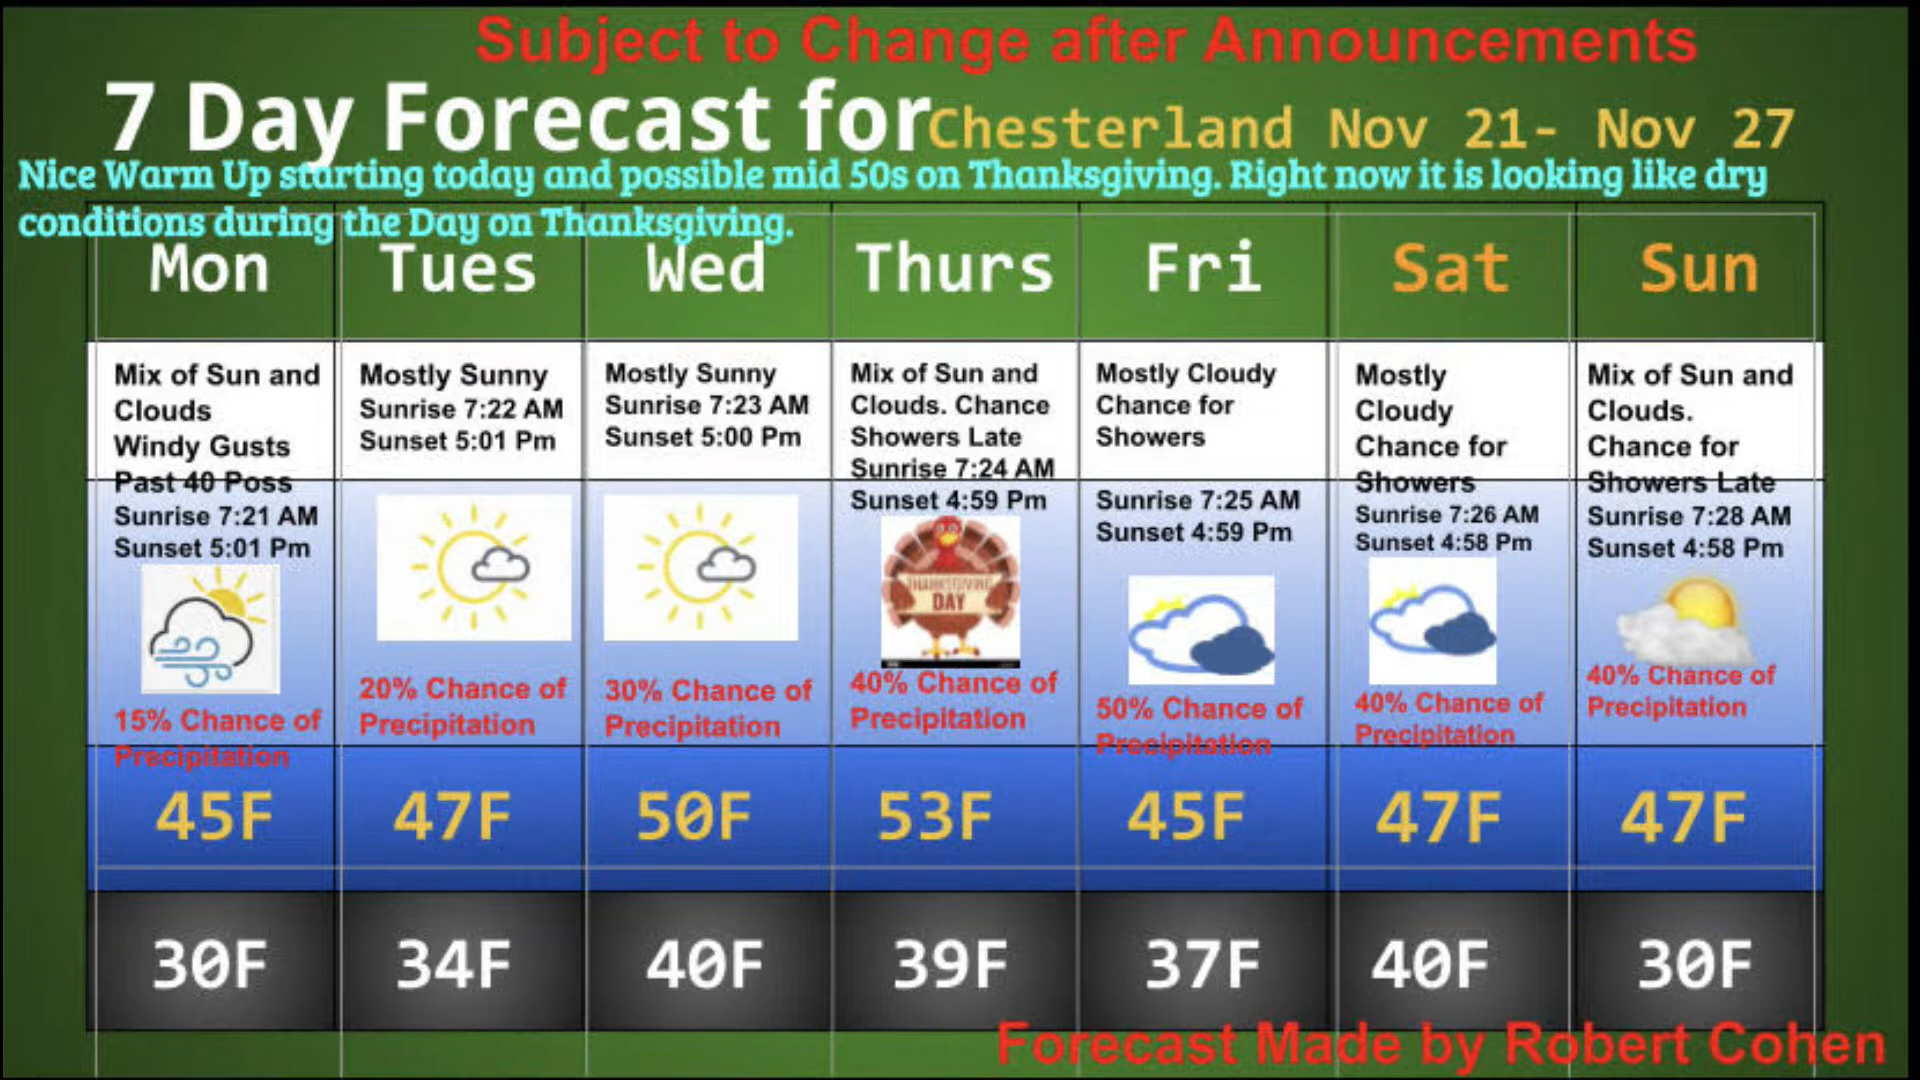 Subject to Change after Announcements
7 Day Forecast for Chesterland Nov 21- Nov 27
Nice Warm Up starting today and possible mid 50s on Thanksgiving. Right now it is looking like dry
conditions during the Day on Thanksgiving.
Mon
Tues
Wed
Thurs
Fri
Sat
Sun
Mix of Sun and
Clouds
Windy Gusts
Past 40 Poss
Sunrise 7:21 AM
Sunset 5:01 Pm
Mostly Sunny
Sunrise 7:22 AM
Sunset 5:01 Pm
Mostly Sunny
Sunrise 7:23 AM
Sunset 5:00 Pm
Mix of Sun and
Clouds. Chance
Showers Late
Sunrise 7:24 AM
Sunset 4:59 Pm
Mostly Cloudy
Chance for
Showers
Sunrise 7:25 AM
Sunset 4:59 Pm
Mostly
Cloudy
Chance for
Showers
Sunrise 7:26 AM
Sunset 4:58 Pm
Mix of Sun and
Clouds.
Chance for
Showers Late
Sunrise 7:28 AM
Sunset 4:58 Pm
THANKSGIVING
DAY
15% Chance of
Precipitation
20% Chance of
Precipitation
30% Chance of
Precipitation
40% Chance of
Precipitation
50% Chance of
Precipitation
40% Chance of
Precipitation
40% Chance of
Precipitation
45F
47F
50F
53F
45F
47F
47F
30F
34F
40F
39F
37F
40F
30F
Forecast Made by Robert Cohen